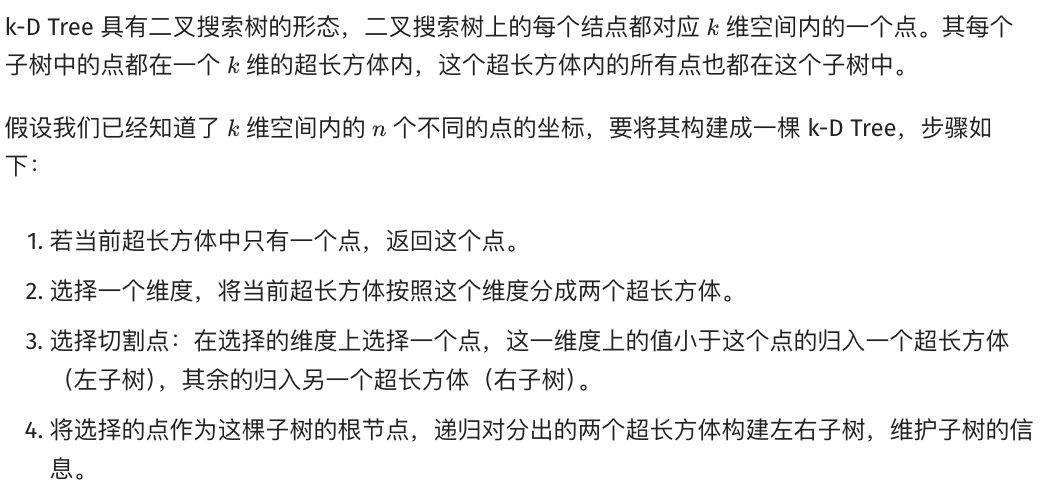 k-D Tree 具有二叉搜索树的形态，二叉搜索树上的每个结点都对应 k 维空间内的一个点。其每个
子树中的点都在一个 k 维的超长方体内，这个超长方体内的所有点也都在这个子树中。
假设我们已经知道了 k 维空间内的 n 个不同的点的坐标，要将其构建成一棵 k-D Tree，步骤如
下：
1. 若当前超长方体中只有一个点，返回这个点。
2. 选择一个维度，将当前超长方体按照这个维度分成两个超长方体。
3. 选择切割点：在选择的维度上选择一个点，这一维度上的值小于这个点的归入一个超长方体
（左子树），其余的归入另一个超长方体（右子树）。
4. 将选择的点作为这棵子树的根节点，递归对分出的两个超长方体构建左右子树，维护子树的信
息。